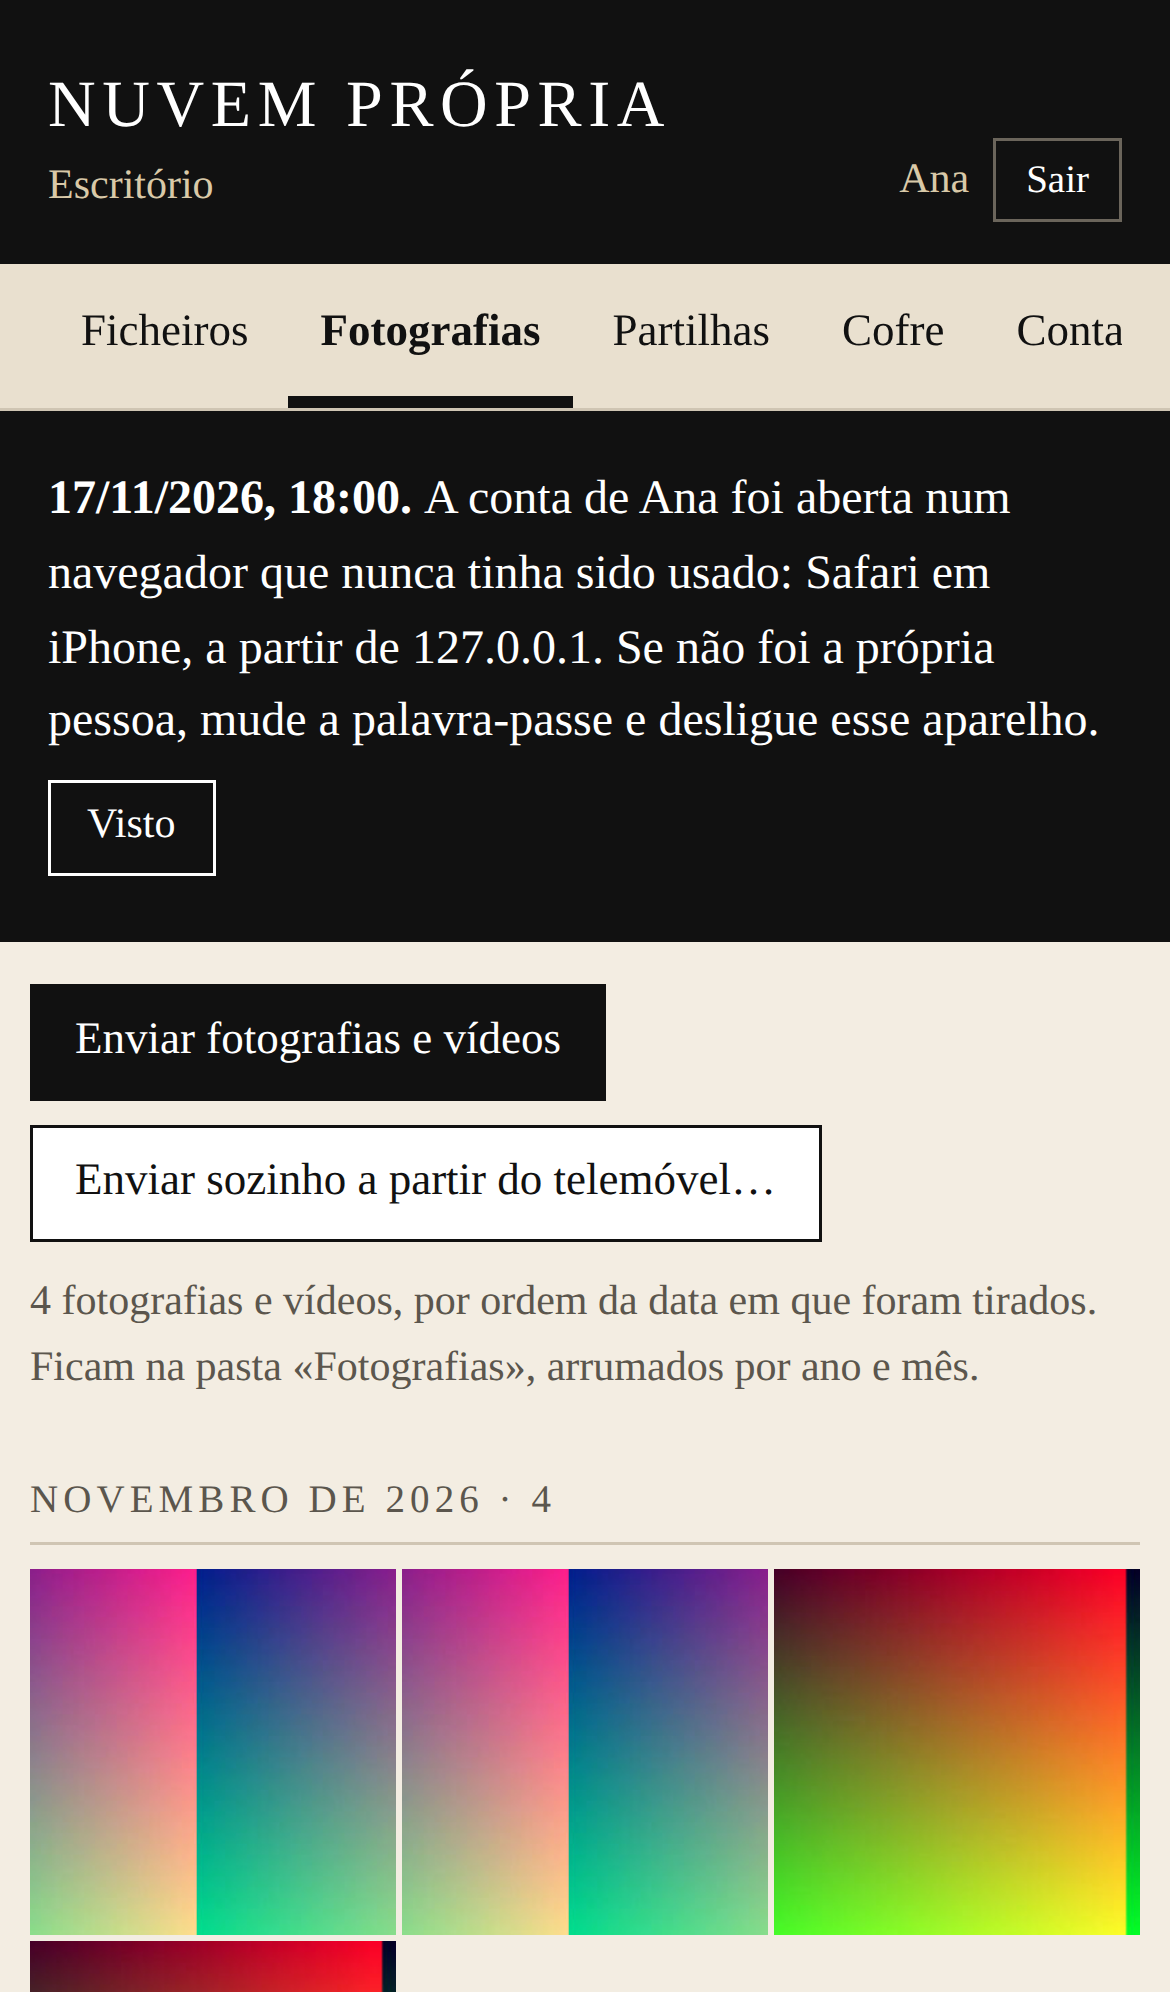 NUVEM PRÓPRIA
Escritório
Ana
Sair
Ficheiros
Fotografias
Partilhas
Cofre
Conta
17/11/2026, 18:00. A conta de Ana foi aberta num
navegador que nunca tinha sido usado: Safari em
iPhone, a partir de 127.0.0.1. Se não foi a própria
pessoa, mude a palavra-passe e desligue esse aparelho.
Visto
Enviar fotografias e vídeos
Enviar sozinho a partir do telemóvel…
4 fotografias e vídeos, por ordem da data em que foram tirados.
Ficam na pasta «Fotografias», arrumados por ano e mês.
NOVEMBRO DE 2026 · 4